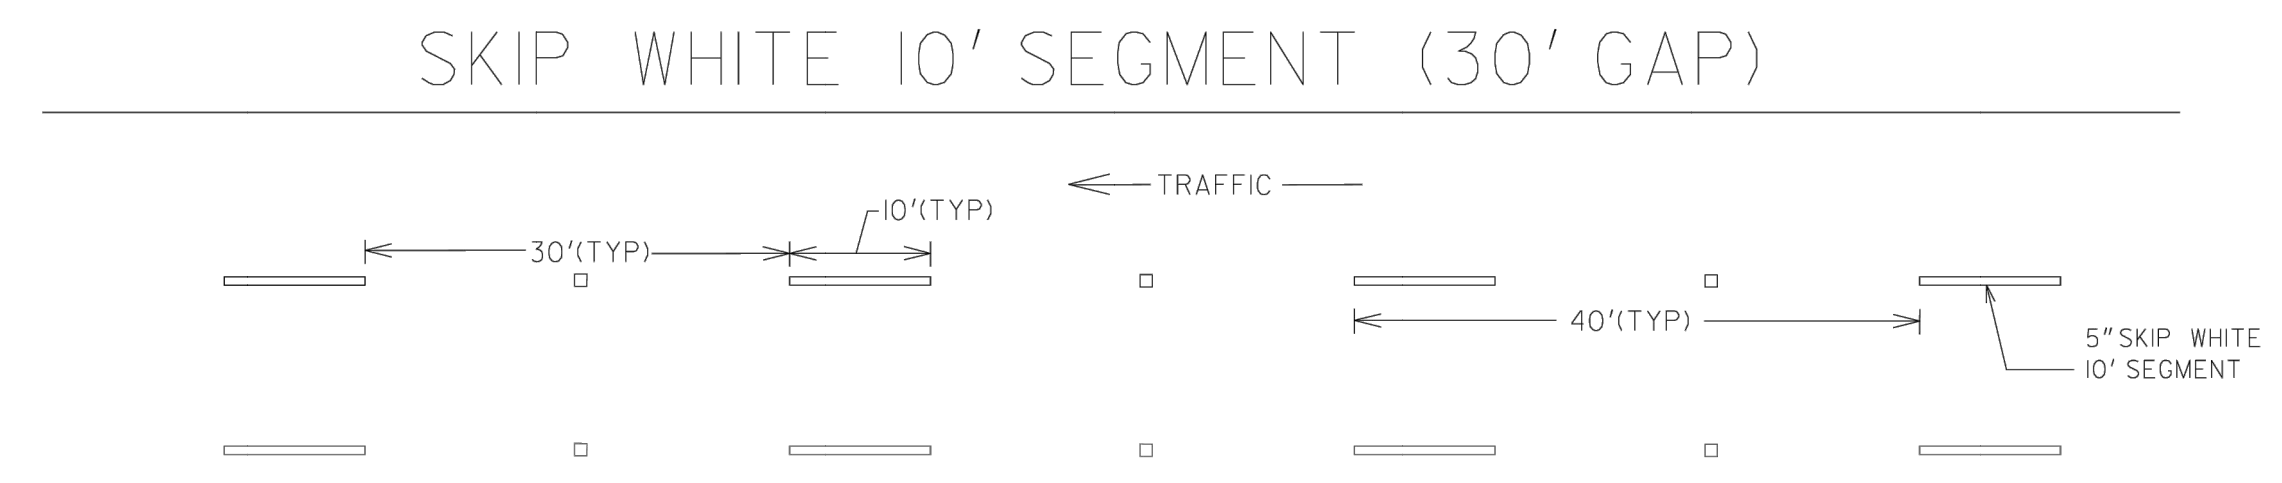 SKIP WHITE 10' SEGMENT (30' GAP)
TRAFFIC
10'(TYP)
30'(TYP)
40'(TYP)
5" SKIP WHITE
10' SEGMENT